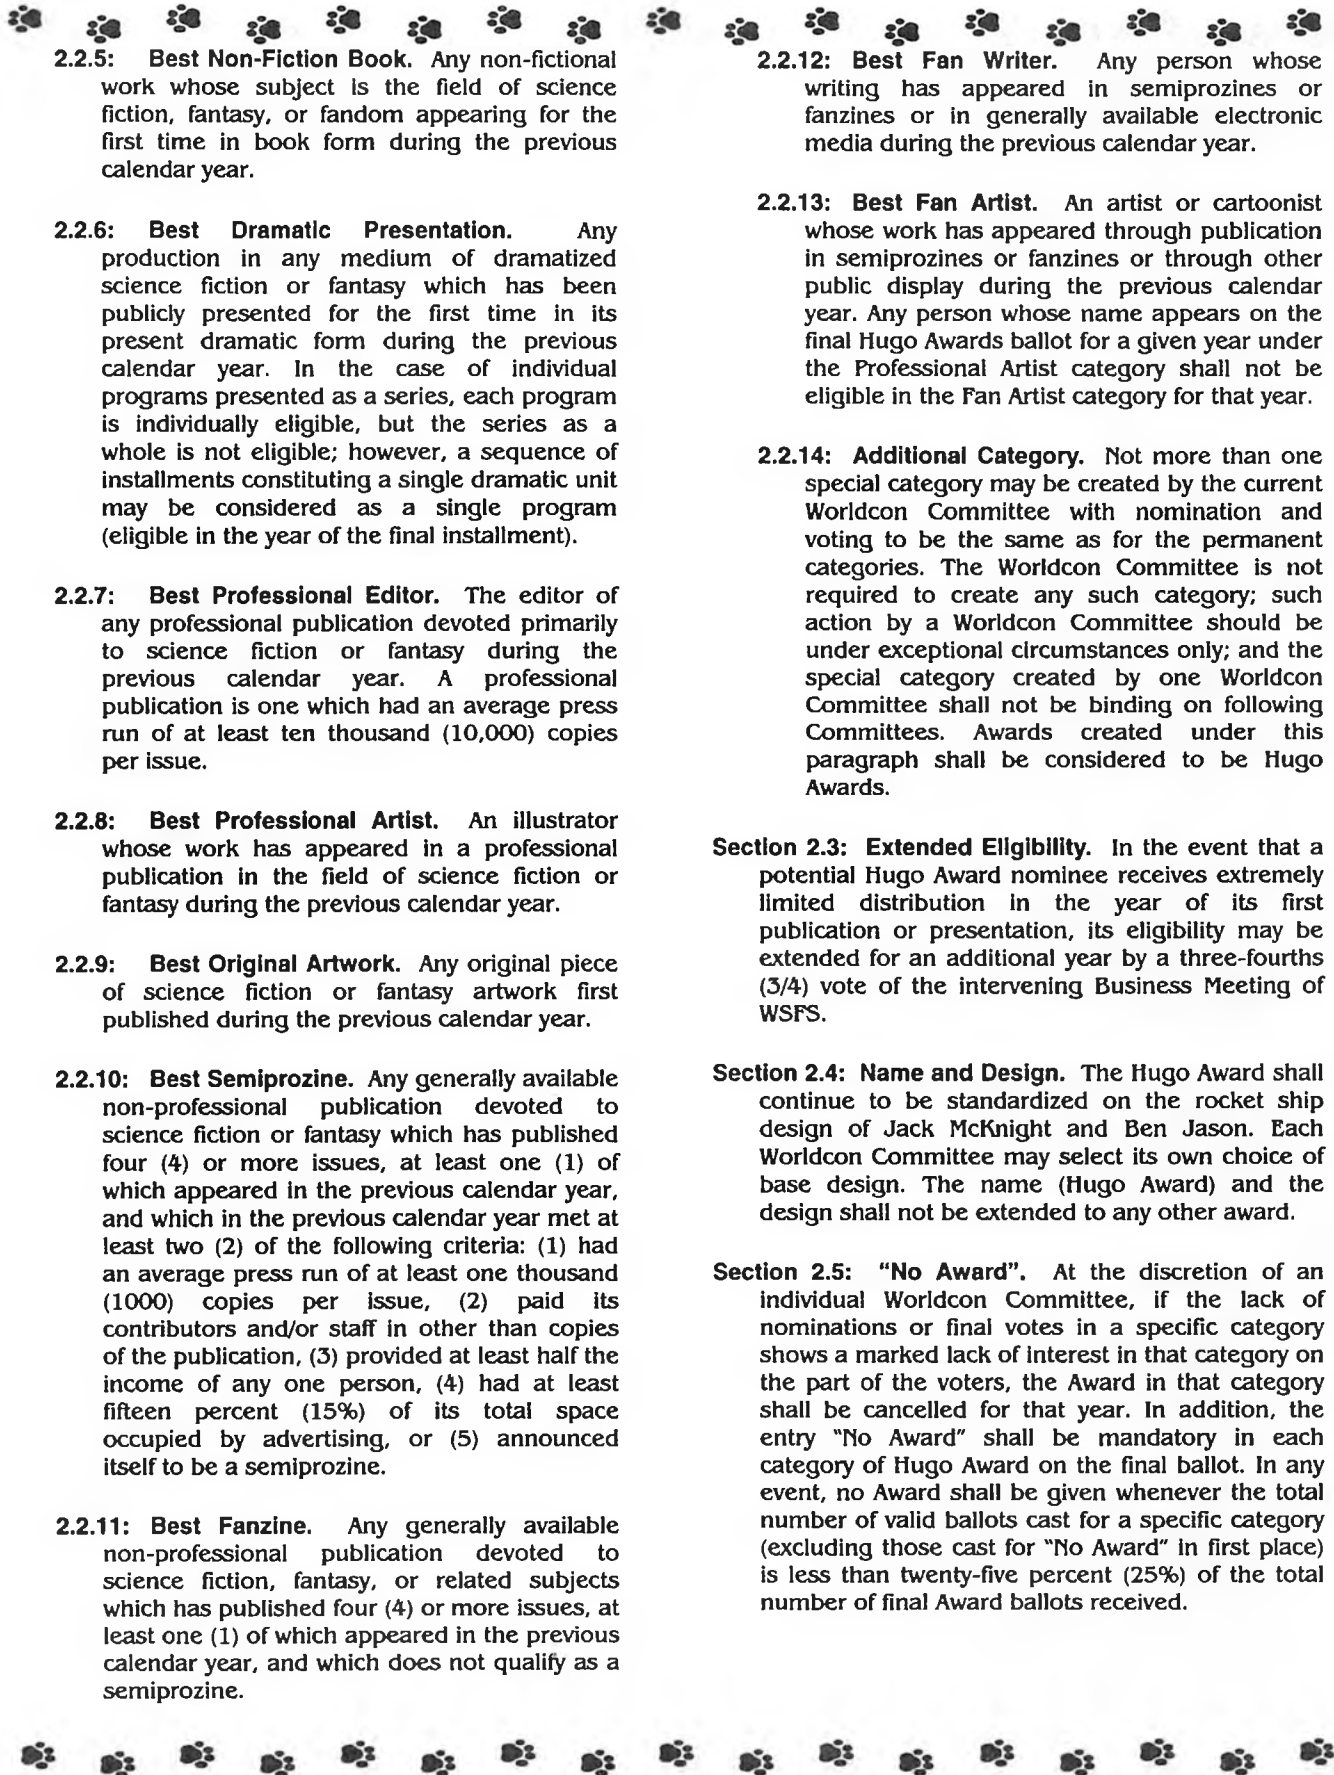 2.2.5: Best Non-Fiction Book. Any non-fictional
work whose subject is the field of science
fiction, fantasy, or fandom appearing for the
first time in book form during the previous
calendar year.
2.2.6: Best Dramatic Presentation. Any
production in any medium of dramatized
science fiction or fantasy which has been
publicly presented for the first time in its
present dramatic form during the previous
calendar year. In the case of individual
programs presented as a series, each program
is individually eligible, but the series as a
whole is not eligible; however, a sequence of
installments constituting a single dramatic unit
may be considered as a single program
(eligible in the year of the final installment).
2.2.7: Best Professional Editor. The editor of
any professional publication devoted primarily
to science fiction or fantasy during the
previous calendar year. A professional
publication is one which had an average press
run of at least ten thousand (10,000) copies
per issue.
2.2.8: Best Professional Artist. An illustrator
whose work has appeared in a professional
publication in the field of science fiction or
fantasy during the previous calendar year.
2.2.9: Best Original Artwork. Any original piece
of science fiction or fantasy artwork first
published during the previous calendar year.
2.2.10: Best Semiprozine. Any generally available
non-professional publication devoted to
science fiction or fantasy which has published
four (4) or more issues, at least one (1) of
which appeared in the previous calendar year,
and which in the previous calendar year met at
least two (2) of the following criteria: (1) had
an average press run of at least one thousand
(1000) copies per issue, (2) paid its
contributors and/or staff in other than copies
of the publication, (3) provided at least half the
income of any one person, (4) had at least
fifteen percent (15%) of its total space
occupied by advertising, or (5) announced
itself to be a semiprozine.
2.2.11: Best Fanzine. Any generally available
non-professional publication devoted to
science fiction, fantasy, or related subjects
which has published four (4) or more issues, at
least one (1) of which appeared in the previous
calendar year, and which does not qualify as a
semiprozine.
2.2.12: Best Fan Writer. Any person whose
writing has appeared in semiprozines or
fanzines or in generally available electronic
media during the previous calendar year.
2.2.13: Best Fan Artist. An artist or cartoonist
whose work has appeared through publication
in semiprozines or fanzines or through other
public display during the previous calendar
year. Any person whose name appears on the
final Hugo Awards ballot for a given year under
the Professional Artist category shall not be
eligible in the Fan Artist category for that year.
2.2.14: Additional Category. Not more than one
special category may be created by the current
Worldcon Committee with nomination and
voting to be the same as for the permanent
categories. The Worldcon Committee is not
required to create any such category; such
action by a Worldcon Committee should be
under exceptional circumstances only; and the
special category created by one Worldcon
Committee shall not be binding on following
Committees. Awards created under this
paragraph shall be considered to be Hugo
Awards.
Section 2.3: Extended Eligibility. In the event that a
potential Hugo Award nominee receives extremely
limited distribution in the year of its first
publication or presentation, its eligibility may be
extended for an additional year by a three-fourths
(3/4) vote of the intervening Business Meeting of
WSFS.
Section 2.4: Name and Design. The Hugo Award shall
continue to be standardized on the rocket ship
design of Jack McKnight and Ben Jason. Each
Worldcon Committee may select its own choice of
base design. The name (Hugo Award) and the
design shall not be extended to any other award.
Section 2.5: "No Award". At the discretion of an
individual Worldcon Committee, if the lack of
nominations or final votes in a specific category
shows a marked lack of interest in that category on
the part of the voters, the Award in that category
shall be cancelled for that year. In addition, the
entry "No Award" shall be mandatory in each
category of Hugo Award on the final ballot. In any
event, no Award shall be given whenever the total
number of valid ballots cast for a specific category
(excluding those cast for "No Award" in first place)
is less than twenty-five percent (25%) of the total
number of final Award ballots received.